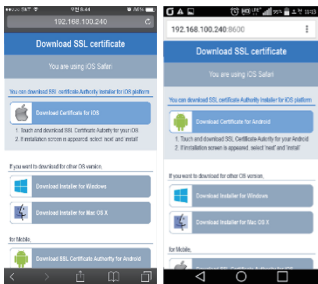 192.168.100.240
Download SSL certificate
You are using iOS Safari
You can download SSL certificate Authority Installer for iOS platform
Download Certificate for iOS
1. Touch and download SSL Certificate Authority for your iOS
2. If installation screen is appeared, select 'next' and 'install'
If you want to download for other OS version,
Download Installer for Windows
Download Installer for Mac OS X
for Mobile,
Download SSL Certificate Authority for Android
192.168.100.240:8600
Download SSL certificate
You are using iOS Safari
You can download SSL certificate Authority Installer for iOS platform
Download Certificate for Android
1. Touch and download SSL Certificate Authority for your Android
2. If installation screen is appeared, select 'next' and 'install'
If you want to download for other OS version,
Download Installer for Windows
Download Installer for Mac OS X
for Mobile,